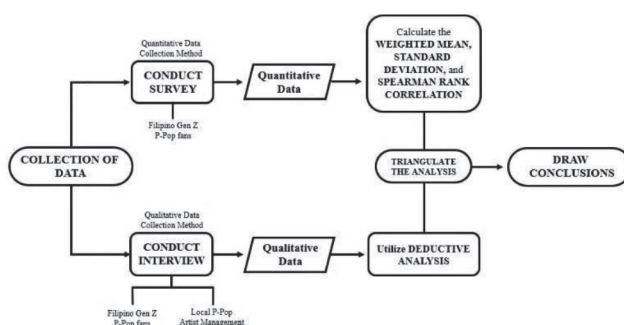 Quantitative Data
Collection Method
CONDUCT
SURVEY
Filipino Gen Z
P-Pop fans
Quantitative
Data
Calculate the
WEIGHTED MEAN,
STANDARD
DEVIATION, and
SPEARMAN RANK
CORRELATION
COLLECTION OF
DATA
TRIANGULATE
THE ANALYSIS
DRAW
CONCLUSIONS
Qualitative Data
Collection Method
CONDUCT
INTERVIEW
Filipino Gen Z
P-Pop fans
Local P-Pop
Artist Management
Qualitative
Data
Utilize DEDUCTIVE
ANALYSIS